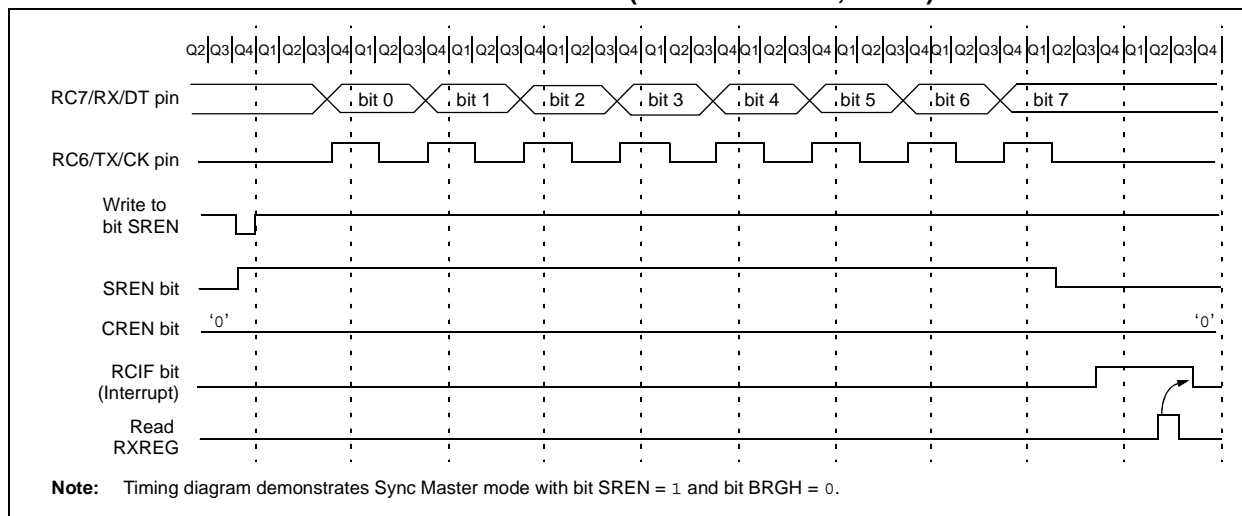 Q2 Q3 Q4 Q1 Q2 Q3 Q4 Q1 Q2 Q3 Q4 Q1 Q2 Q3 Q4 Q1 Q2 Q3 Q4 Q1 Q2 Q3 Q4 Q1 Q2 Q3 Q4 Q1 Q2 Q3 Q4 Q1 Q2 Q3 Q4 Q1 Q2 Q3 Q4 Q1 Q2 Q3 Q4
RC7/RX/DT pin bit 0 bit 1 bit 2 bit 3 bit 4 bit 5 bit 6 bit 7
RC6/TX/CK pin
Write to
bit SREN
SREN bit
CREN bit ‘0’ ‘0’
RCIF bit
(Interrupt)
Read
RXREG
Note: Timing diagram demonstrates Sync Master mode with bit SREN = 1 and bit BRGH = 0.